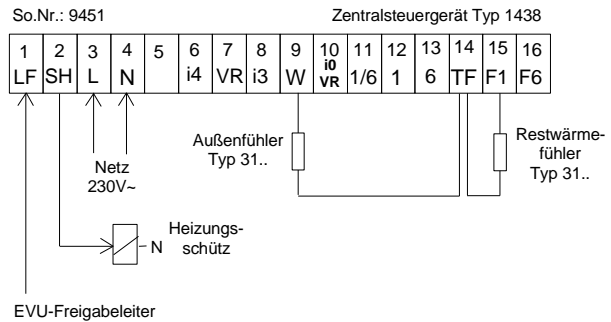 So.Nr.: 9451
Zentralsteuergerät Typ 1438
1 2 3 4 5 6 7 8 9 10 11 12 13 14 15 16
LF SH L N i4 VR i3 W i0 VR 1/6 1 6 TF F1 F6
Außenfühler
Typ 31..
Restwärme-
fühler
Typ 31..
Netz
230V~
Heizungs-
schütz
N
EVU-Freigabeleiter